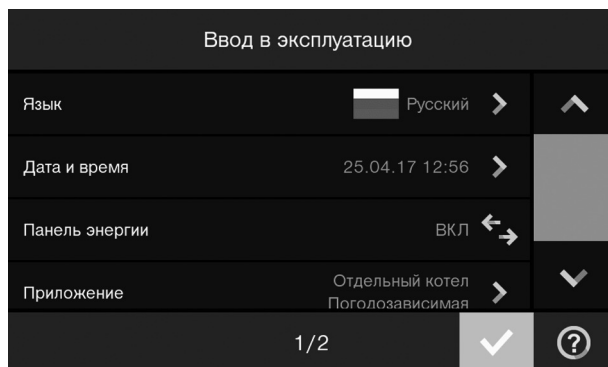 Ввод в эксплуатацию
Язык Русский
Дата и время 25.04.17 12:56
Панель энергии ВКЛ
Приложение Отдельный котел
Погодозависимая
1/2
?